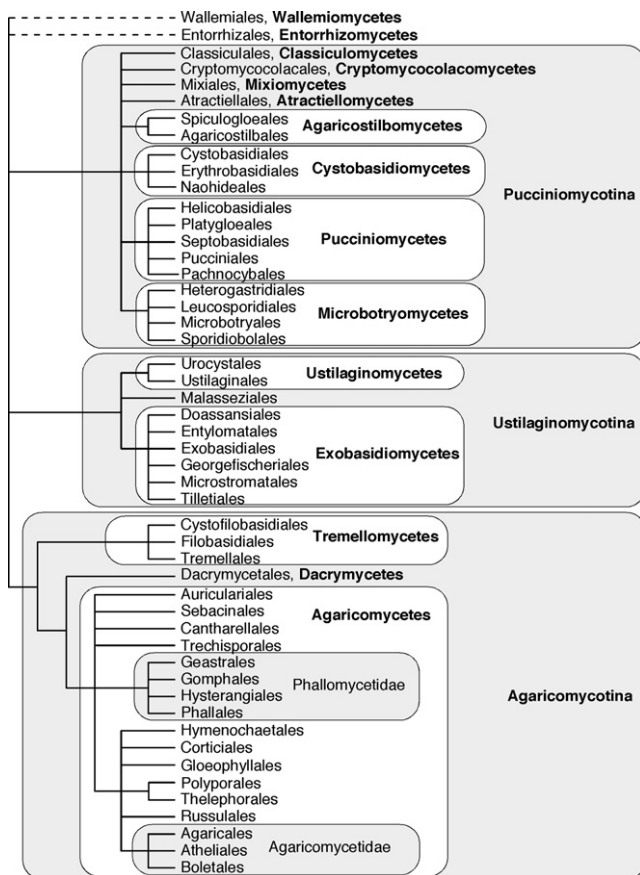 Wallemiales, Wallemiomycetes
Entorrhizales, Entorrhizomycetes
Classiculales, Classiculomycetes
Cryptomycocolacales, Cryptomycocolacomycetes
Mixiales, Mixiomycetes
Atractiellales, Atractiellomycetes
Spiculogloeales
Agaricostilbales
Agaricostilbomycetes
Cystobasidiales
Erythrobasidiales
Naohideales
Cystobasidiomycetes
Pucciniomycotina
Helicobasidiales
Platygloeales
Septobasidiales
Pucciniales
Pachnocybales
Pucciniomycetes
Heterogastridiales
Leucosporidiales
Microbotryales
Sporidiobolales
Microbotryomycetes
Urocystales
Ustilaginales
Ustilaginomycetes
Malasseziales
Ustilaginomycotina
Doassansiales
Entylomatales
Exobasidiales
Georgefischeriales
Microstromatales
Tilletiales
Exobasidiomycetes
Cystofilobasidiales
Filobasidiales
Tremellales
Tremellomycetes
Dacrymycetales, Dacrymycetes
Auriculariales
Sebacinales
Cantharellales
Trechisporales
Agaricomycetes
Geastrales
Gomphales
Hysterangiales
Phallales
Phallomycetidae
Agaricomycotina
Hymenochaetales
Corticiales
Gloeophyllales
Polyporales
Thelephorales
Russulales
Agaricales
Atheliales
Boletales
Agaricomycetidae